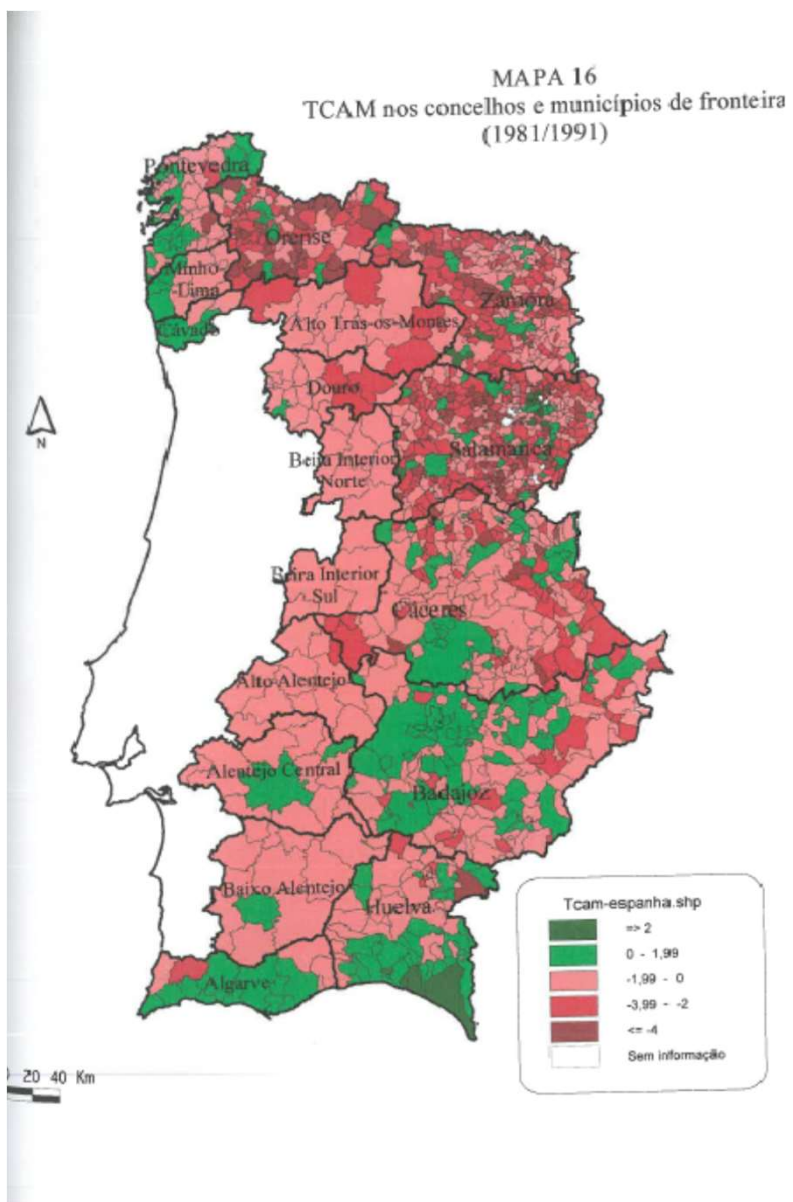 MAPA 16
TCAM nos concelhos e municípios de fronteira
(1981/1991)
Pontevedra
Orense
Minho
-Lima
Cávado
Alto Trás-os-Montes
Zamora
Douro
Salamanca
Beira Interior
Norte
Beira Interior
Sul
Cáceres
Alto Alentejo
Alentejo Central
Badajoz
Baixo Alentejo
Huelva
Algarve
N
Tcam-espanha.shp
=> 2
0 - 1,99
-1,99 - 0
-3,99 - -2
<= -4
Sem informação
0 20 40 Km